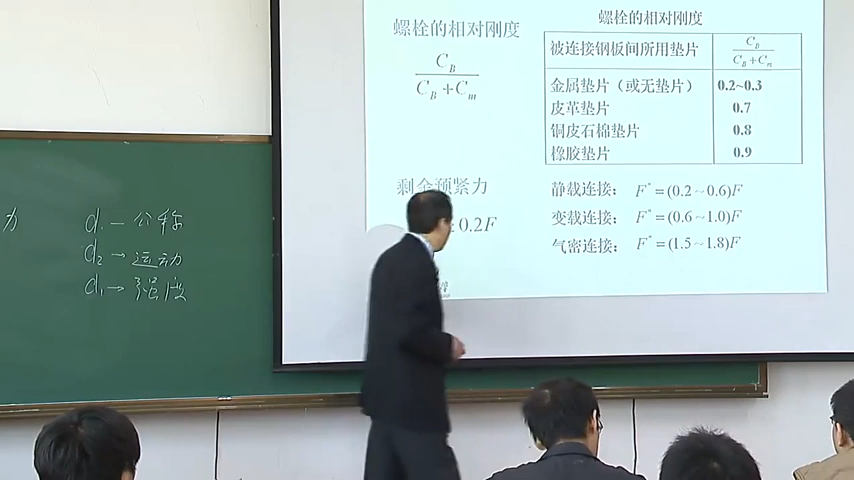 力
d — 公称
d₂ → 运动
d₁ → 强度
螺栓的相对刚度
C_B
C_B + C_m
螺栓的相对刚度
被连接钢板间所用垫片 C_B / C_B+C_m
金属垫片（或无垫片） 0.2~0.3
皮革垫片 0.7
铜皮石棉垫片 0.8
橡胶垫片 0.9
剩余预紧力
0.2F
静载连接： F"=(0.2～0.6)F
变载连接： F"=(0.6～1.0)F
气密连接： F"=(1.5～1.8)F